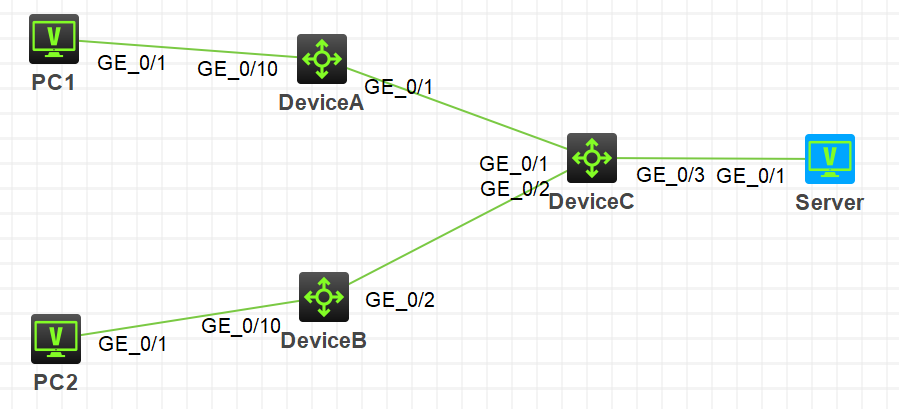 PC1
GE_0/1
GE_0/10
DeviceA
GE_0/1
GE_0/1
GE_0/2
DeviceC
GE_0/3
GE_0/1
Server
GE_0/2
DeviceB
GE_0/10
GE_0/1
PC2